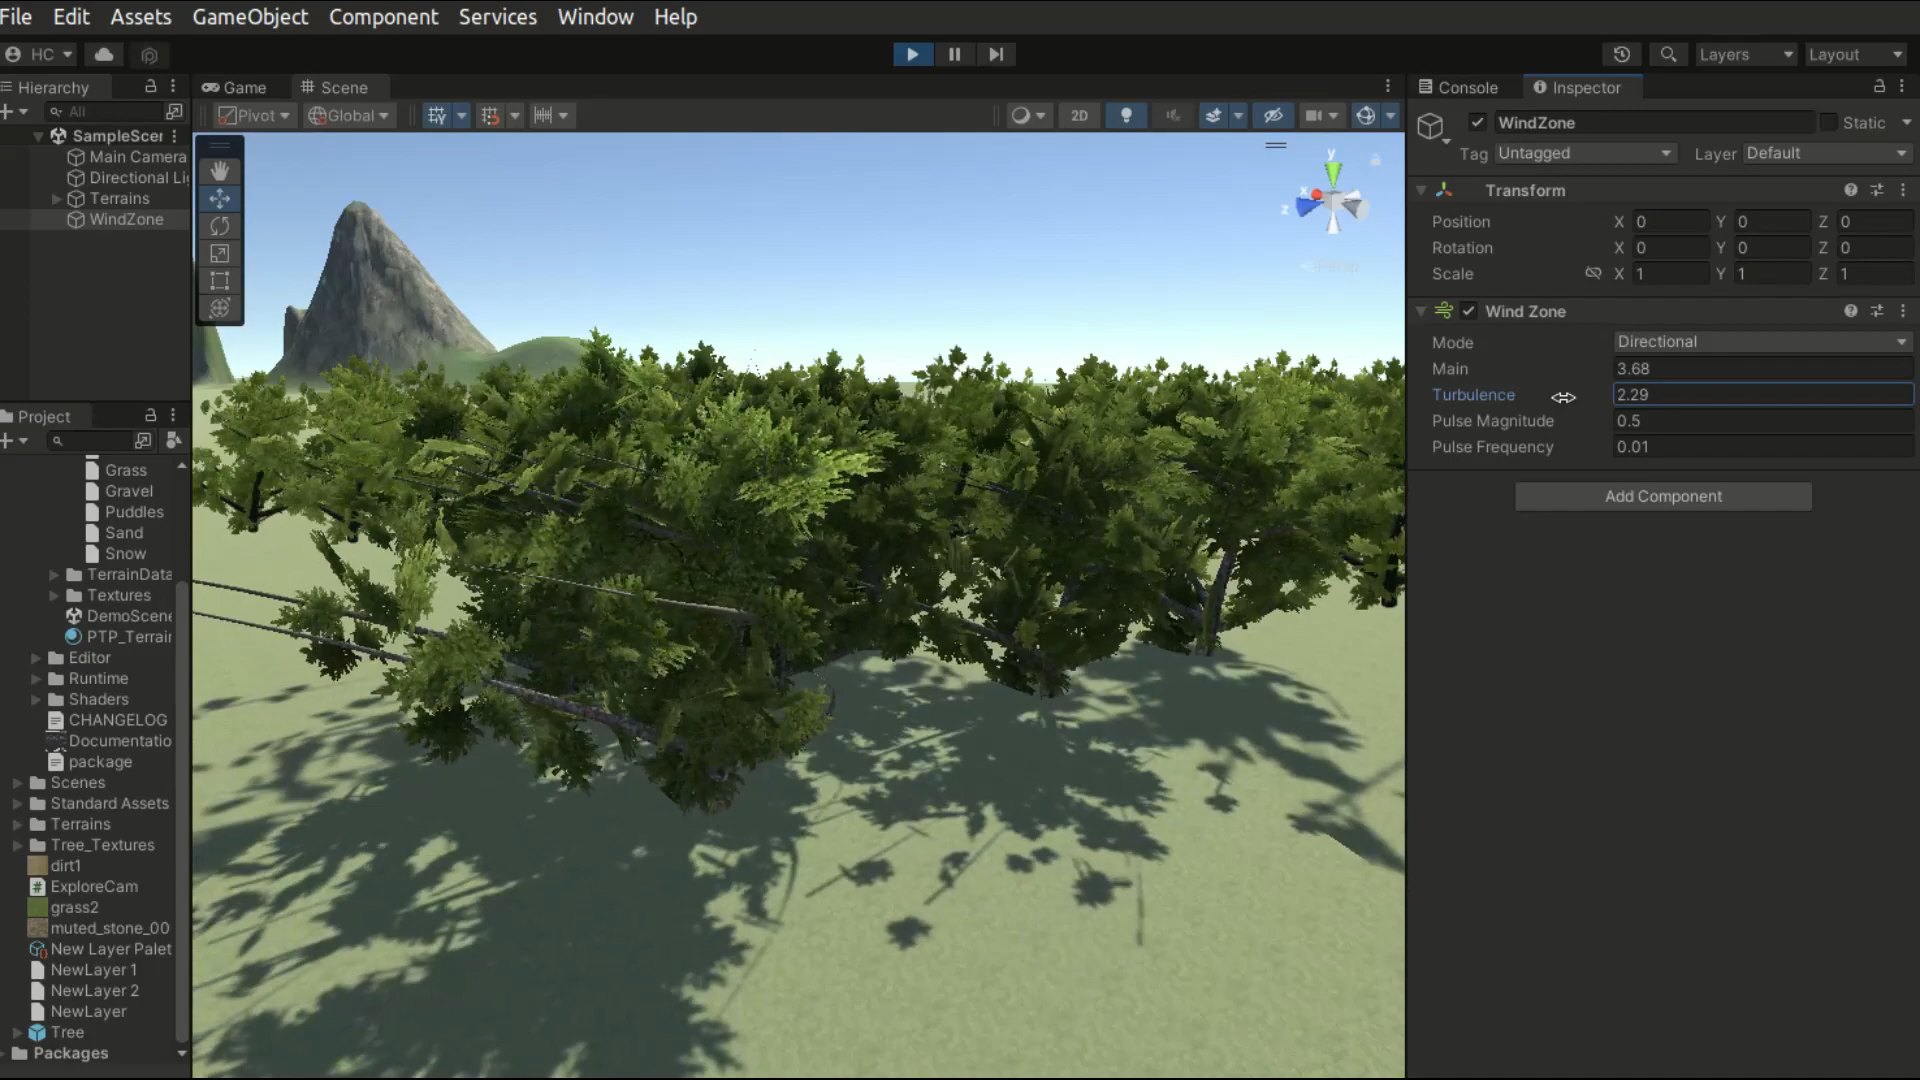 File Edit Assets GameObject Component Services Window Help
HC
Layers
Layout
Hierarchy
All
SampleScer
Main Camera
Directional Li
Terrains
WindZone
Game
Scene
Pivot
Global
2D
y
x
z
Persp
Console
Inspector
WindZone
Static
Tag Untagged
Layer Default
Transform
Position X 0 Y 0 Z 0
Rotation X 0 Y 0 Z 0
Scale X 1 Y 1 Z 1
Wind Zone
Mode Directional
Main 3.68
Turbulence 2.29
Pulse Magnitude 0.5
Pulse Frequency 0.01
Add Component
Project
Grass
Gravel
Puddles
Sand
Snow
TerrainData
Textures
DemoScene
PTP_Terrain
Editor
Runtime
Shaders
CHANGELOG
Documentatio
package
Scenes
Standard Assets
Terrains
Tree_Textures
dirt1
ExploreCam
grass2
muted_stone_00
New Layer Palet
NewLayer 1
NewLayer 2
NewLayer
Tree
Packages